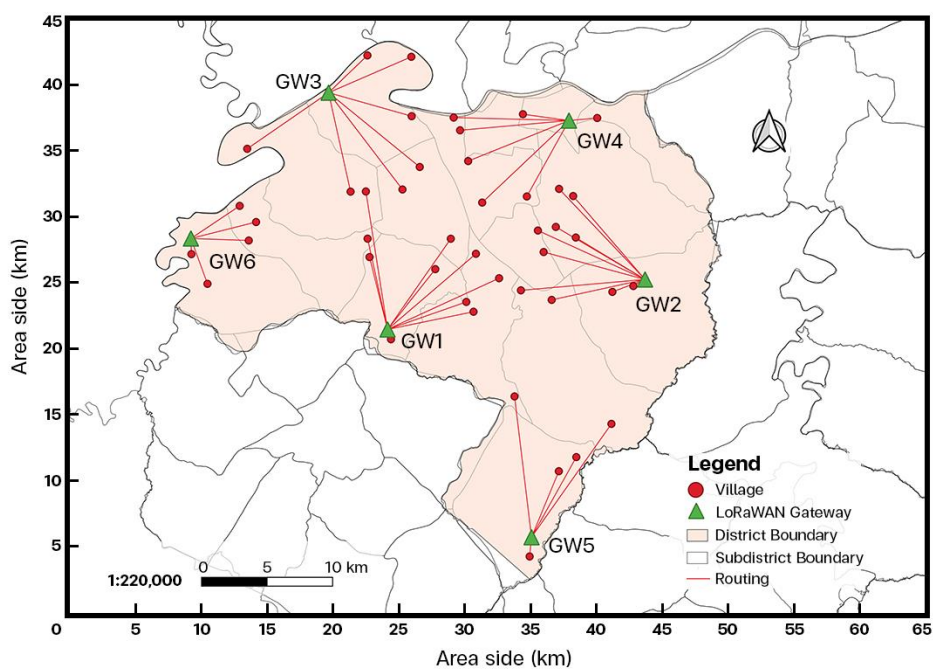 45
40
35
30
25
20
15
10
5
Area side (km)
GW3
GW4
GW6
GW2
GW1
GW5
Legend
Village
LoRaWAN Gateway
District Boundary
Subdistrict Boundary
Routing
1:220,000
0 5 10 km
0 5 10 15 20 25 30 35 40 45 50 55 60 65
Area side (km)